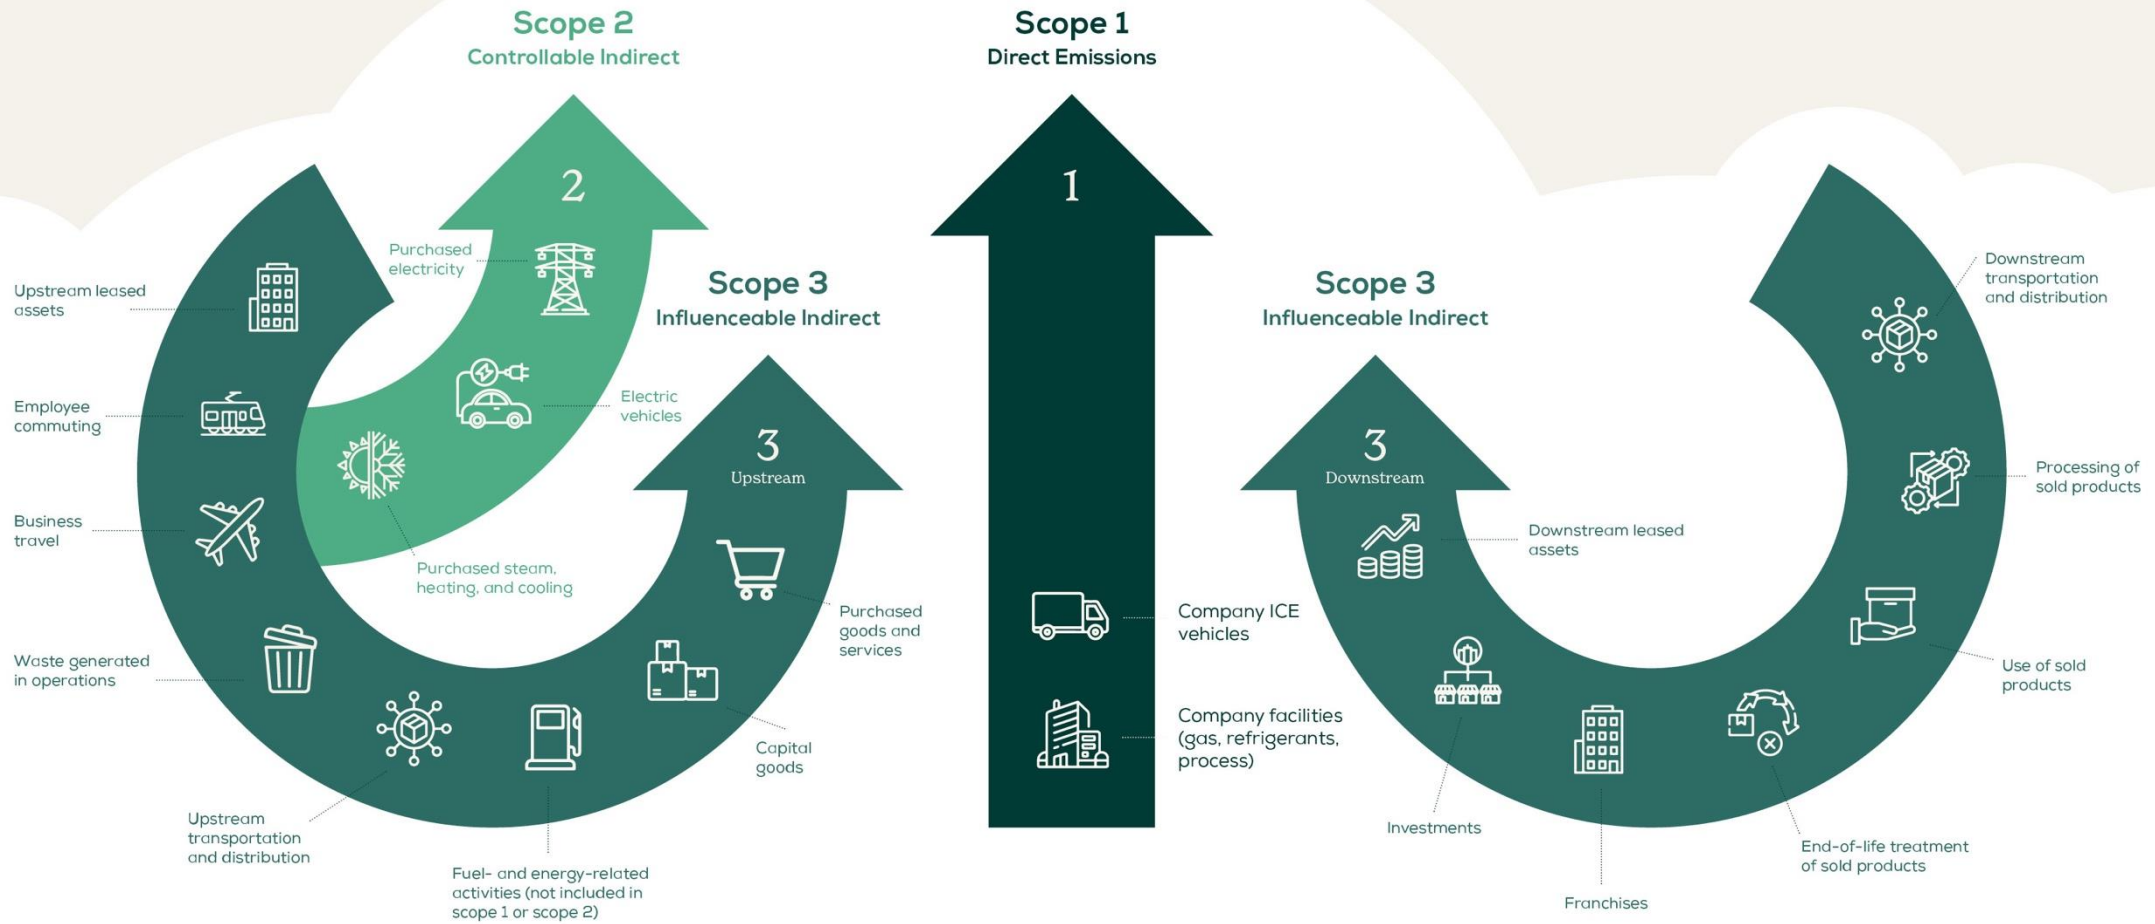 Scope 2
Controllable Indirect
2
Purchased
electricity
Electric
vehicles
Purchased steam,
heating, and cooling
Scope 3
Influenceable Indirect
3
Upstream
Upstream leased
assets
Employee
commuting
Business
travel
Waste generated
in operations
Upstream
transportation
and distribution
Fuel- and energy-related
activities (not included in
scope 1 or scope 2)
Capital
goods
Purchased
goods and
services
Scope 1
Direct Emissions
1
Company ICE
vehicles
Company facilities
(gas, refrigerants,
process)
Scope 3
Influenceable Indirect
3
Downstream
Downstream leased
assets
Investments
Franchises
End-of-life treatment
of sold products
Use of sold
products
Processing of
sold products
Downstream
transportation
and distribution